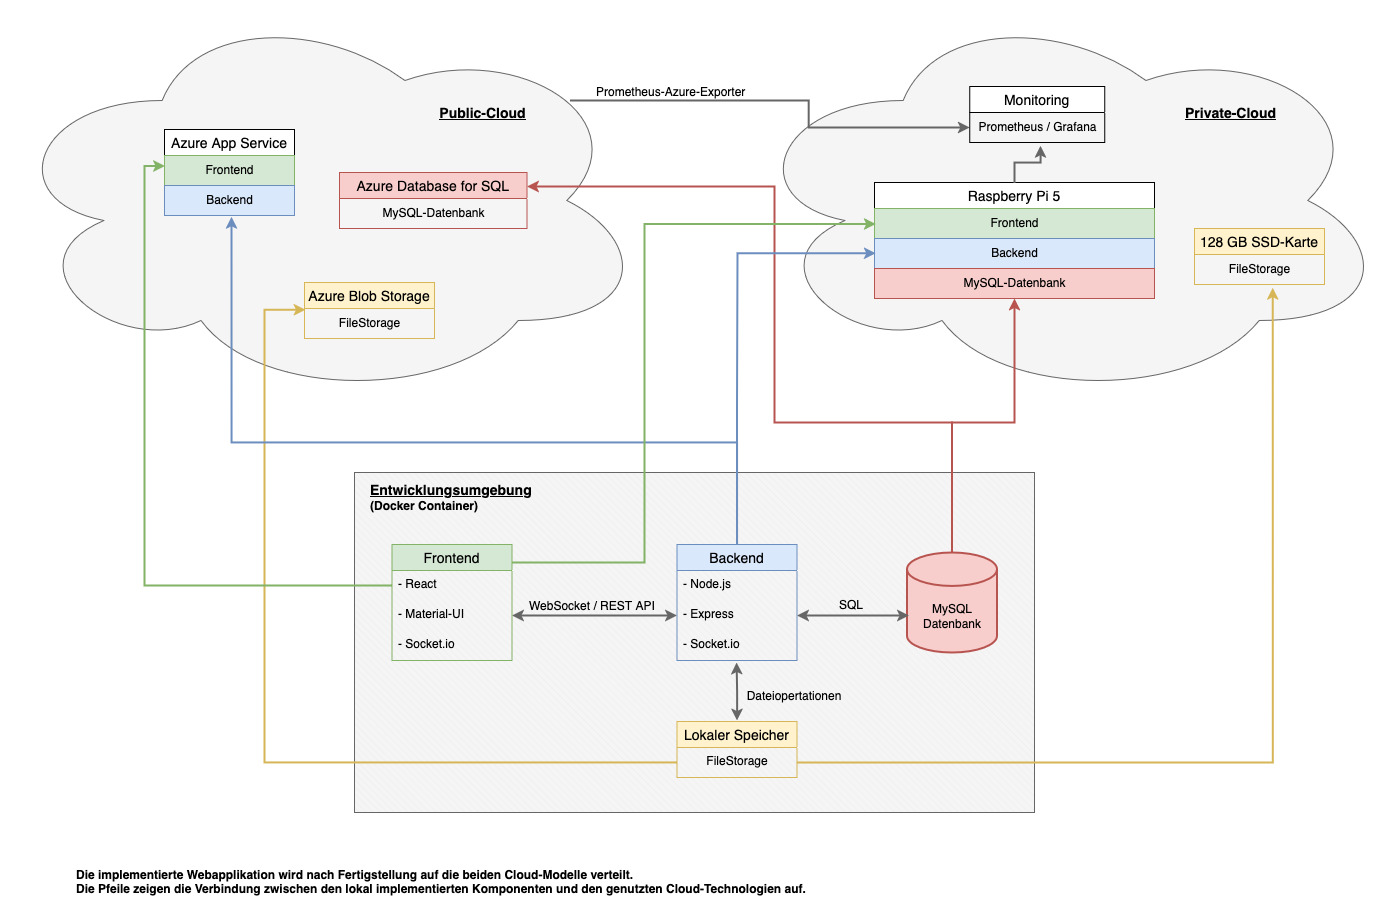 Public-Cloud
Azure App Service
Frontend
Backend
Azure Database for SQL
MySQL-Datenbank
Azure Blob Storage
FileStorage
Prometheus-Azure-Exporter
Private-Cloud
Monitoring
Prometheus / Grafana
Raspberry Pi 5
Frontend
Backend
MySQL-Datenbank
128 GB SSD-Karte
FileStorage
Entwicklungsumgebung
(Docker Container)
Frontend
- React
- Material-UI
- Socket.io
WebSocket / REST API
Backend
- Node.js
- Express
- Socket.io
SQL
MySQL
Datenbank
Dateiopertationen
Lokaler Speicher
FileStorage
Die implementierte Webapplikation wird nach Fertigstellung auf die beiden Cloud-Modelle verteilt.
Die Pfeile zeigen die Verbindung zwischen den lokal implementierten Komponenten und den genutzten Cloud-Technologien auf.